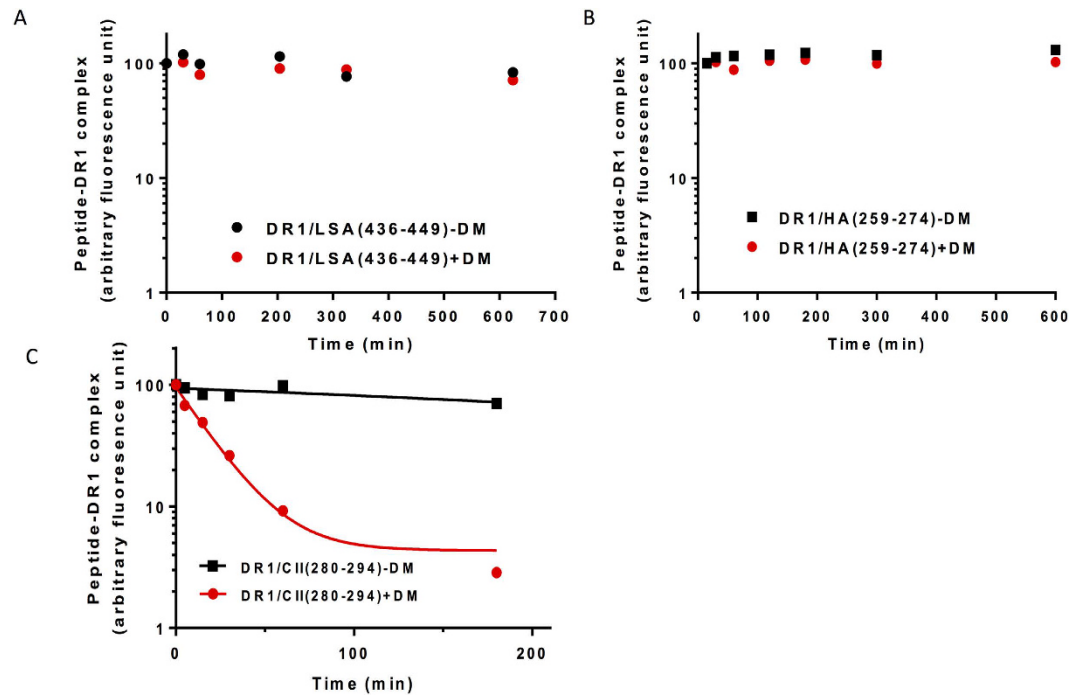 A
Peptide-DR1 complex
(arbitrary fluorescence unit)
100
10
1
DR1/LSA(436-449)-DM
DR1/LSA(436-449)+DM
0 100 200 300 400 500 600 700
Time (min)
B
Peptide-DR1 complex
(arbitrary fluorescence unit)
100
10
1
DR1/HA(259-274)-DM
DR1/HA(259-274)+DM
0 100 200 300 400 500 600
Time (min)
C
Peptide-DR1 complex
(arbitrary fluoresence unit)
100
10
1
DR1/CII(280-294)-DM
DR1/CII(280-294)+DM
0 100 200
Time (min)